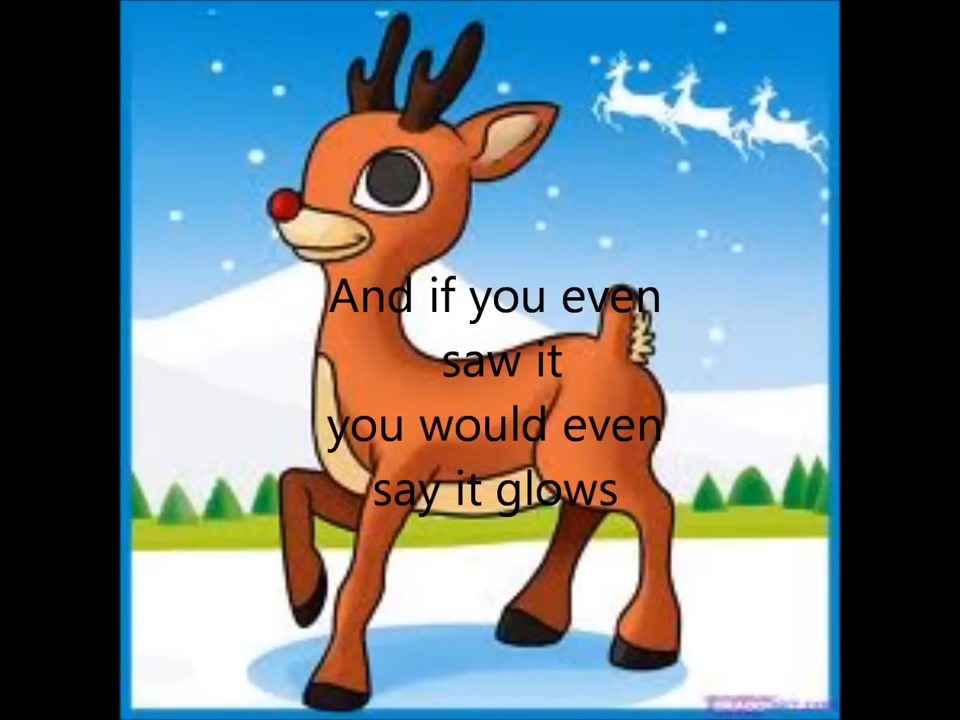 And if you even
saw it
you would even
say it glows